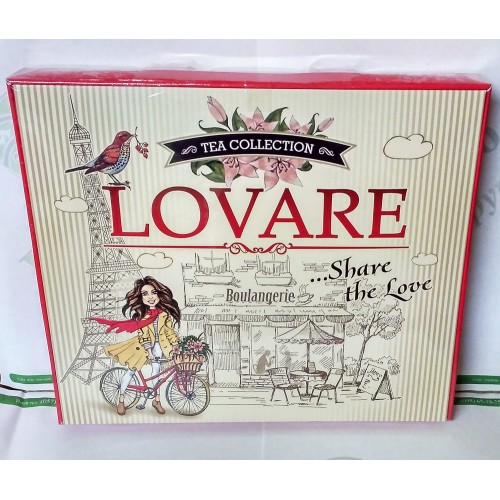 TEA COLLECTION
LOVARE
...Share
the Love
Boulangerie